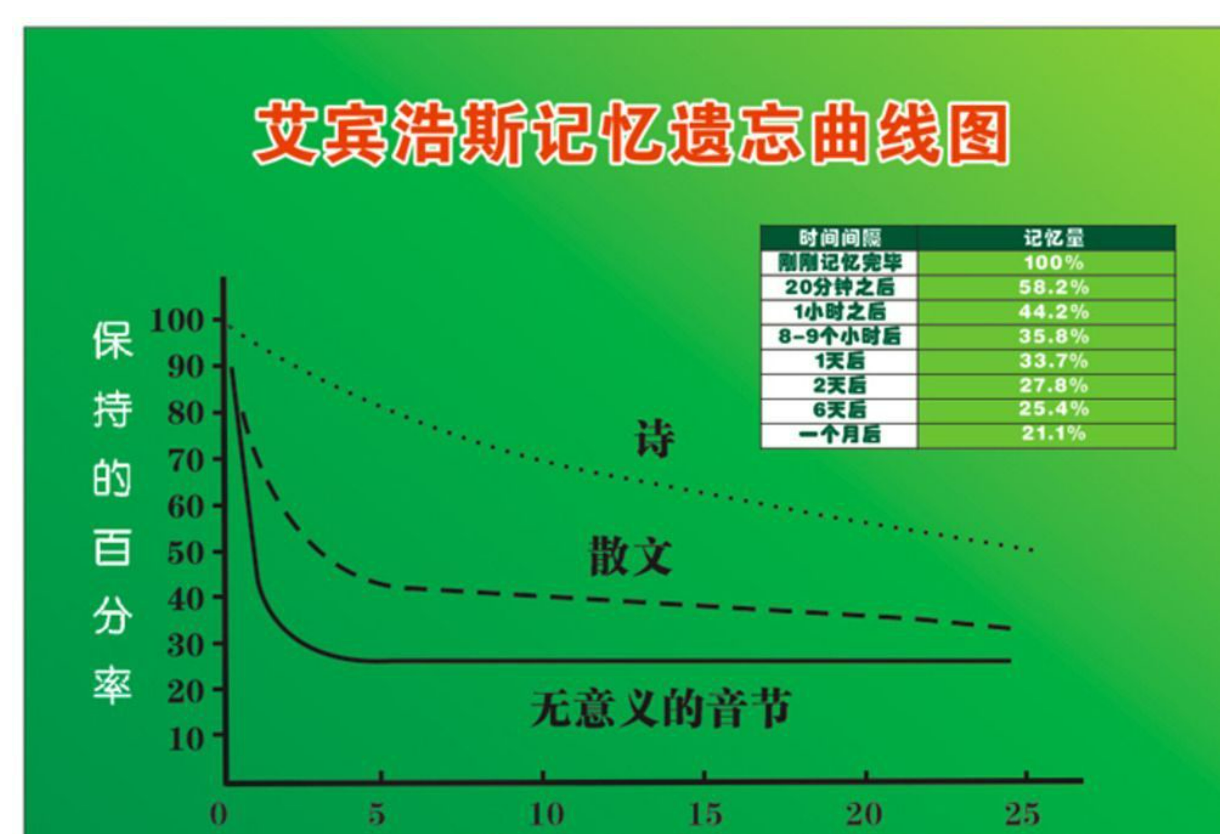 艾宾浩斯记忆遗忘曲线图
时间间隔 记忆量
刚刚记忆完毕 100%
20分钟之后 58.2%
1小时之后 44.2%
8-9个小时后 35.8%
1天后 33.7%
2天后 27.8%
6天后 25.4%
一个月后 21.1%
保持的百分率
100
90
80
70
60
50
40
30
20
10
诗
散文
无意义的音节
0 5 10 15 20 25